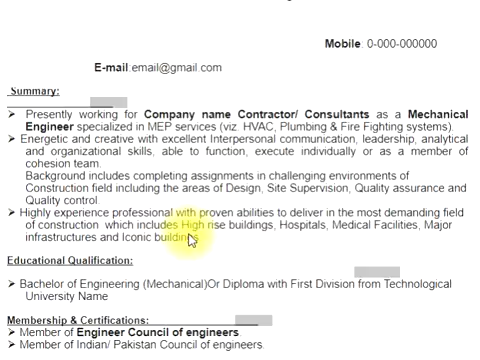 Mobile: 0-000-000000
E-mail:email@gmail.com
Summary:
➢ Presently working for Company name Contractor/ Consultants as a Mechanical
Engineer specialized in MEP services (viz. HVAC, Plumbing & Fire Fighting systems).
➢ Energetic and creative with excellent Interpersonal communication, leadership, analytical
and organizational skills, able to function, execute individually or as a member of
cohesion team.
Background includes completing assignments in challenging environments of
Construction field including the areas of Design, Site Supervision, Quality assurance and
Quality control.
➢ Highly experience professional with proven abilities to deliver in the most demanding field
of construction which includes High rise buildings, Hospitals, Medical Facilities, Major
infrastructures and Iconic buildings.
Educational Qualification:
➢ Bachelor of Engineering (Mechanical)Or Diploma with First Division from Technological
University Name
Membership & Certifications:
➢ Member of Engineer Council of engineers.
➢ Member of Indian/ Pakistan Council of engineers.